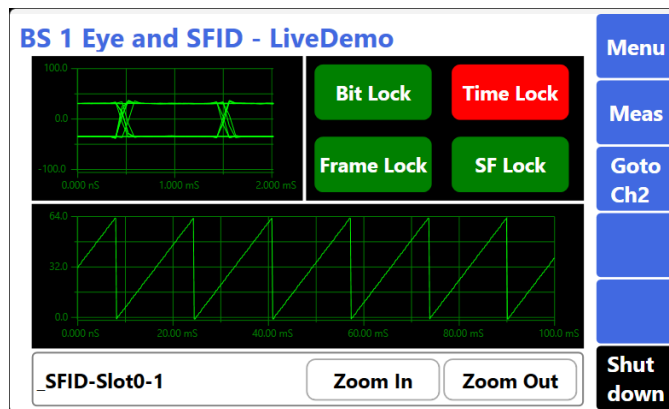 BS 1 Eye and SFID - LiveDemo
Menu
100.0
0.0
-100.0
0.000 nS 1.000 nS 2.000 nS
Bit Lock
Time Lock
Frame Lock
SF Lock
Meas
Goto
Ch2
64.0
32.0
0.0
0.000 mS 20.00 mS 40.00 mS 60.00 mS 80.00 mS 100.0 mS
_SFID-Slot0-1
Zoom In
Zoom Out
Shut
down